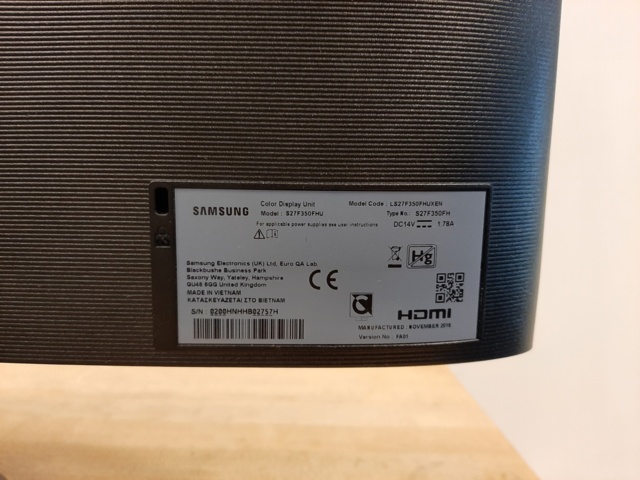 SAMSUNG
Color Display Unit
Model : S27F350FHU
Model Code : LS27F350FHUXEN
Type No. : S27F350FH
For applicable power supplies see user manual
DC14V 1.78A
Samsung Electronics (UK) Ltd, Euro QA Lab.
Blackbushe Business Park
Saxony Way, Yateley, Hampshire
GU46 6GG United Kingdom
MADE IN VIETNAM
ΚΑΤΑΣΚΕΥΑΖΕΤΑΙ ΣΤΟ ΒΙΕΤΝΑΜ
S/N : 0200HNHHB02757H
CE
Hg
HDMI
MANUFACTURED : NOVEMBER 2016
Version No : FA01